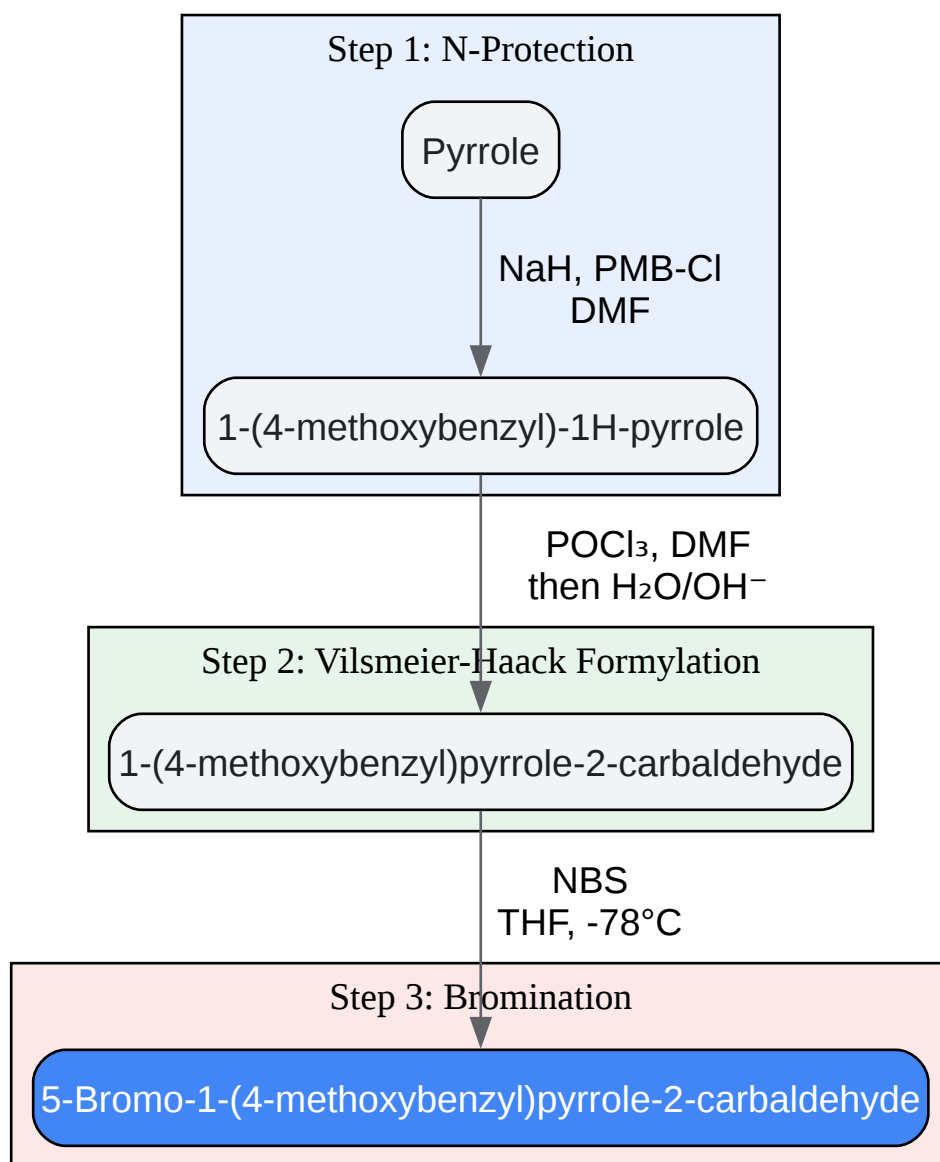 Step 1: N-Protection
Pyrrole
NaH, PMB-Cl
DMF
1-(4-methoxybenzyl)-1H-pyrrole
POCl₃, DMF
then H₂O/OH⁻
Step 2: Vilsmeier-Haack Formylation
1-(4-methoxybenzyl)pyrrole-2-carbaldehyde
NBS
THF, -78°C
Step 3: Bromination
5-Bromo-1-(4-methoxybenzyl)pyrrole-2-carbaldehyde